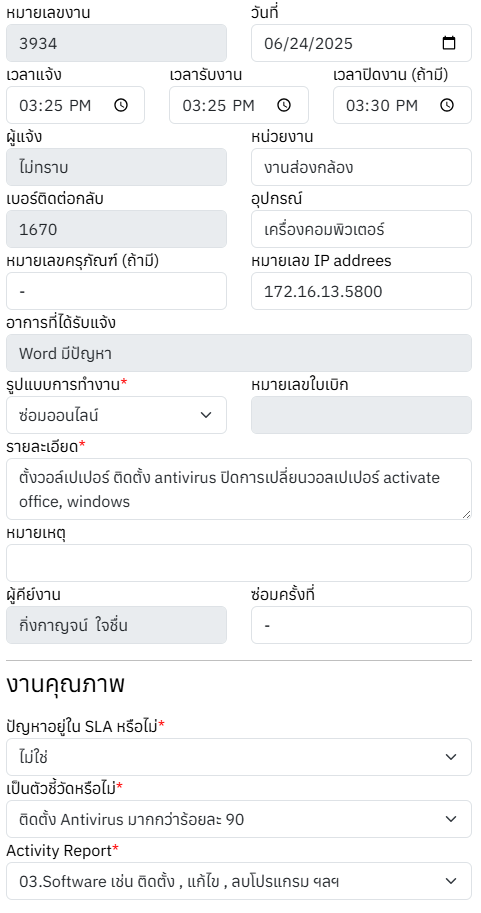 หมายเลขงาน วันที่
3934 06/24/2025
เวลาแจ้ง เวลารับงาน เวลาปิดงาน (ถ้ามี)
03:25 PM 03:25 PM 03:30 PM
ผู้แจ้ง หน่วยงาน
ไม่ทราบ งานส่องกล้อง
เบอร์ติดต่อกลับ อุปกรณ์
1670 เครื่องคอมพิวเตอร์
หมายเลขครุภัณฑ์ (ถ้ามี) หมายเลข IP addrees
- 172.16.13.5800
อาการที่ได้รับแจ้ง
Word มีปัญหา
รูปแบบการทำงาน* หมายเลขใบเบิก
ซ่อมออนไลน์
รายละเอียด*
ตั้งวอล์เปเปอร์ ติดตั้ง antivirus ปิดการเปลี่ยนวอลเปเปอร์ activate
office, windows
หมายเหตุ
ผู้คีย์งาน ซ่อมครั้งที่
กิ่งกาญจน์ ใจชื่น -
งานคุณภาพ
ปัญหาอยู่ใน SLA หรือไม่*
ไม่ใช่
เป็นตัวชี้วัดหรือไม่*
ติดตั้ง Antivirus มากกว่าร้อยละ 90
Activity Report*
03.Software เช่น ติดตั้ง , แก้ไข , ลบโปรแกรม ฯลฯ